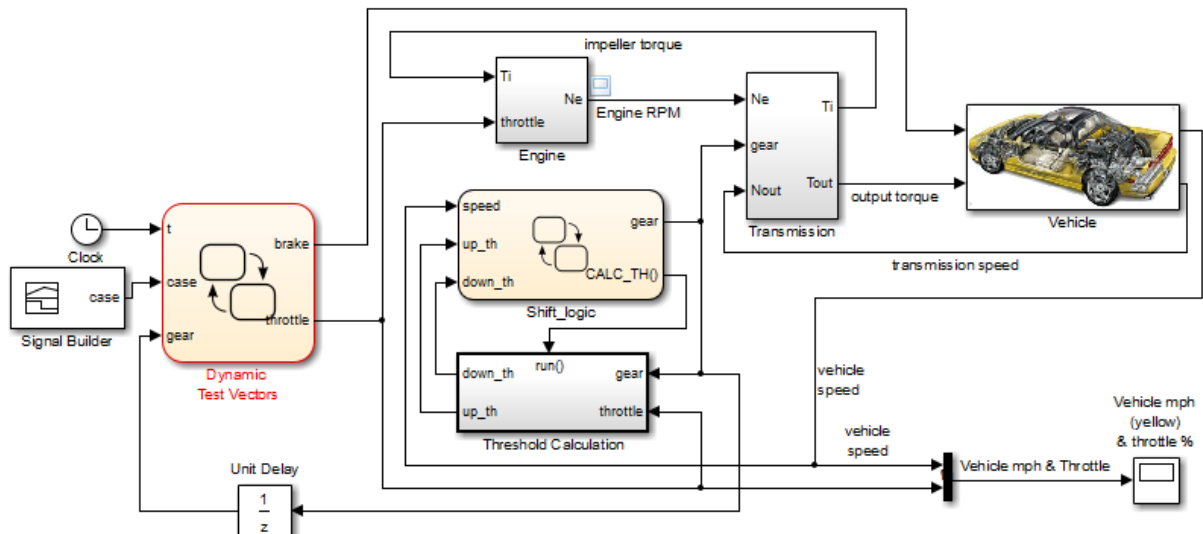 impeller torque
Ti
throttle
Ne
Engine
Engine RPM
Ne
gear
Nout
Ti
Tout
Transmission
output torque
Vehicle
transmission speed
Clock
case
Signal Builder
t
case
gear
brake
throttle
Dynamic
Test Vectors
speed
up_th
down_th
gear
CALC_TH()
Shift_logic
run()
down_th
up_th
gear
throttle
Threshold Calculation
vehicle
speed
vehicle
speed
Vehicle mph & Throttle
Vehicle mph
(yellow)
& throttle %
Unit Delay
1
z